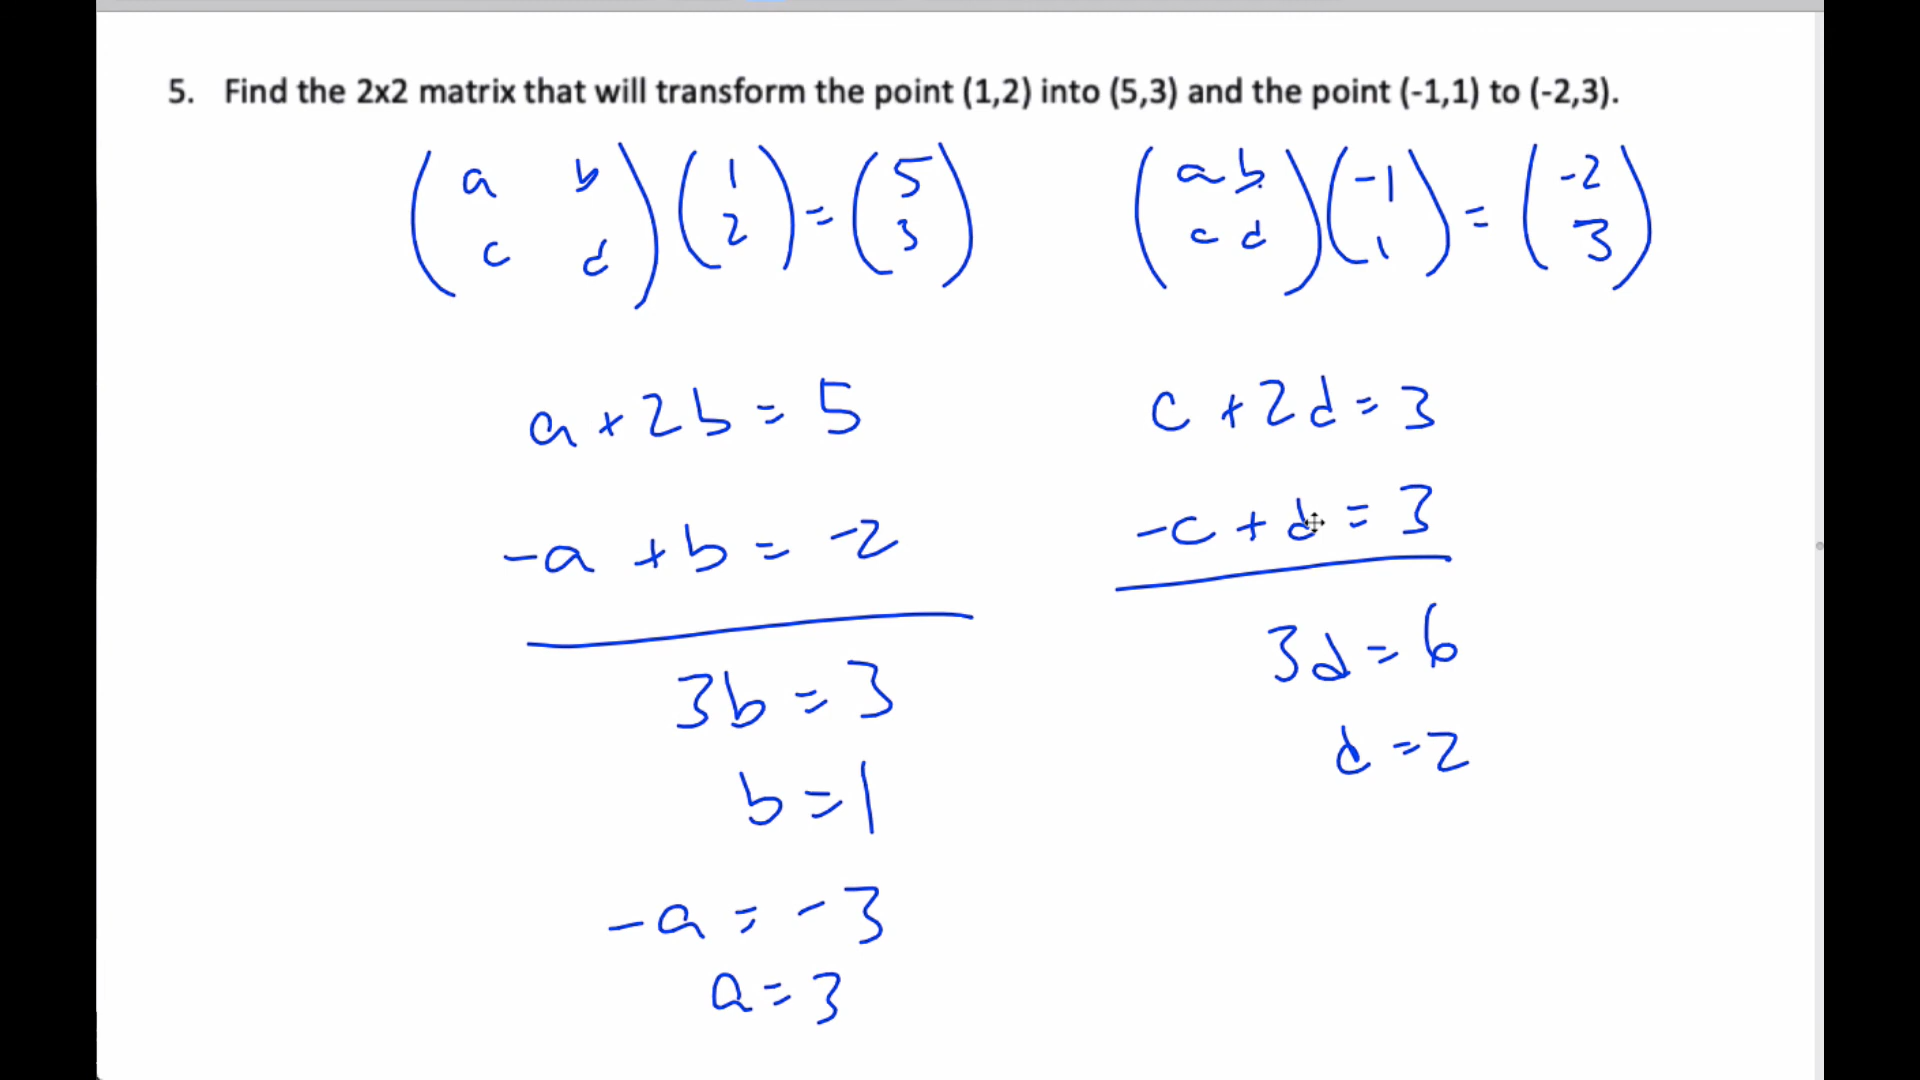 5. Find the 2x2 matrix that will transform the point (1,2) into (5,3) and the point (-1,1) to (-2,3).
(a b) (1) = (5)
(c d) (2) (3)
(a b) (-1) = (-2)
(c d) (1) (3)
a + 2b = 5
-a + b = -2
3b = 3
b = 1
-a = -3
a = 3
c + 2d = 3
-c + d = 3
3d = 6
d = 2